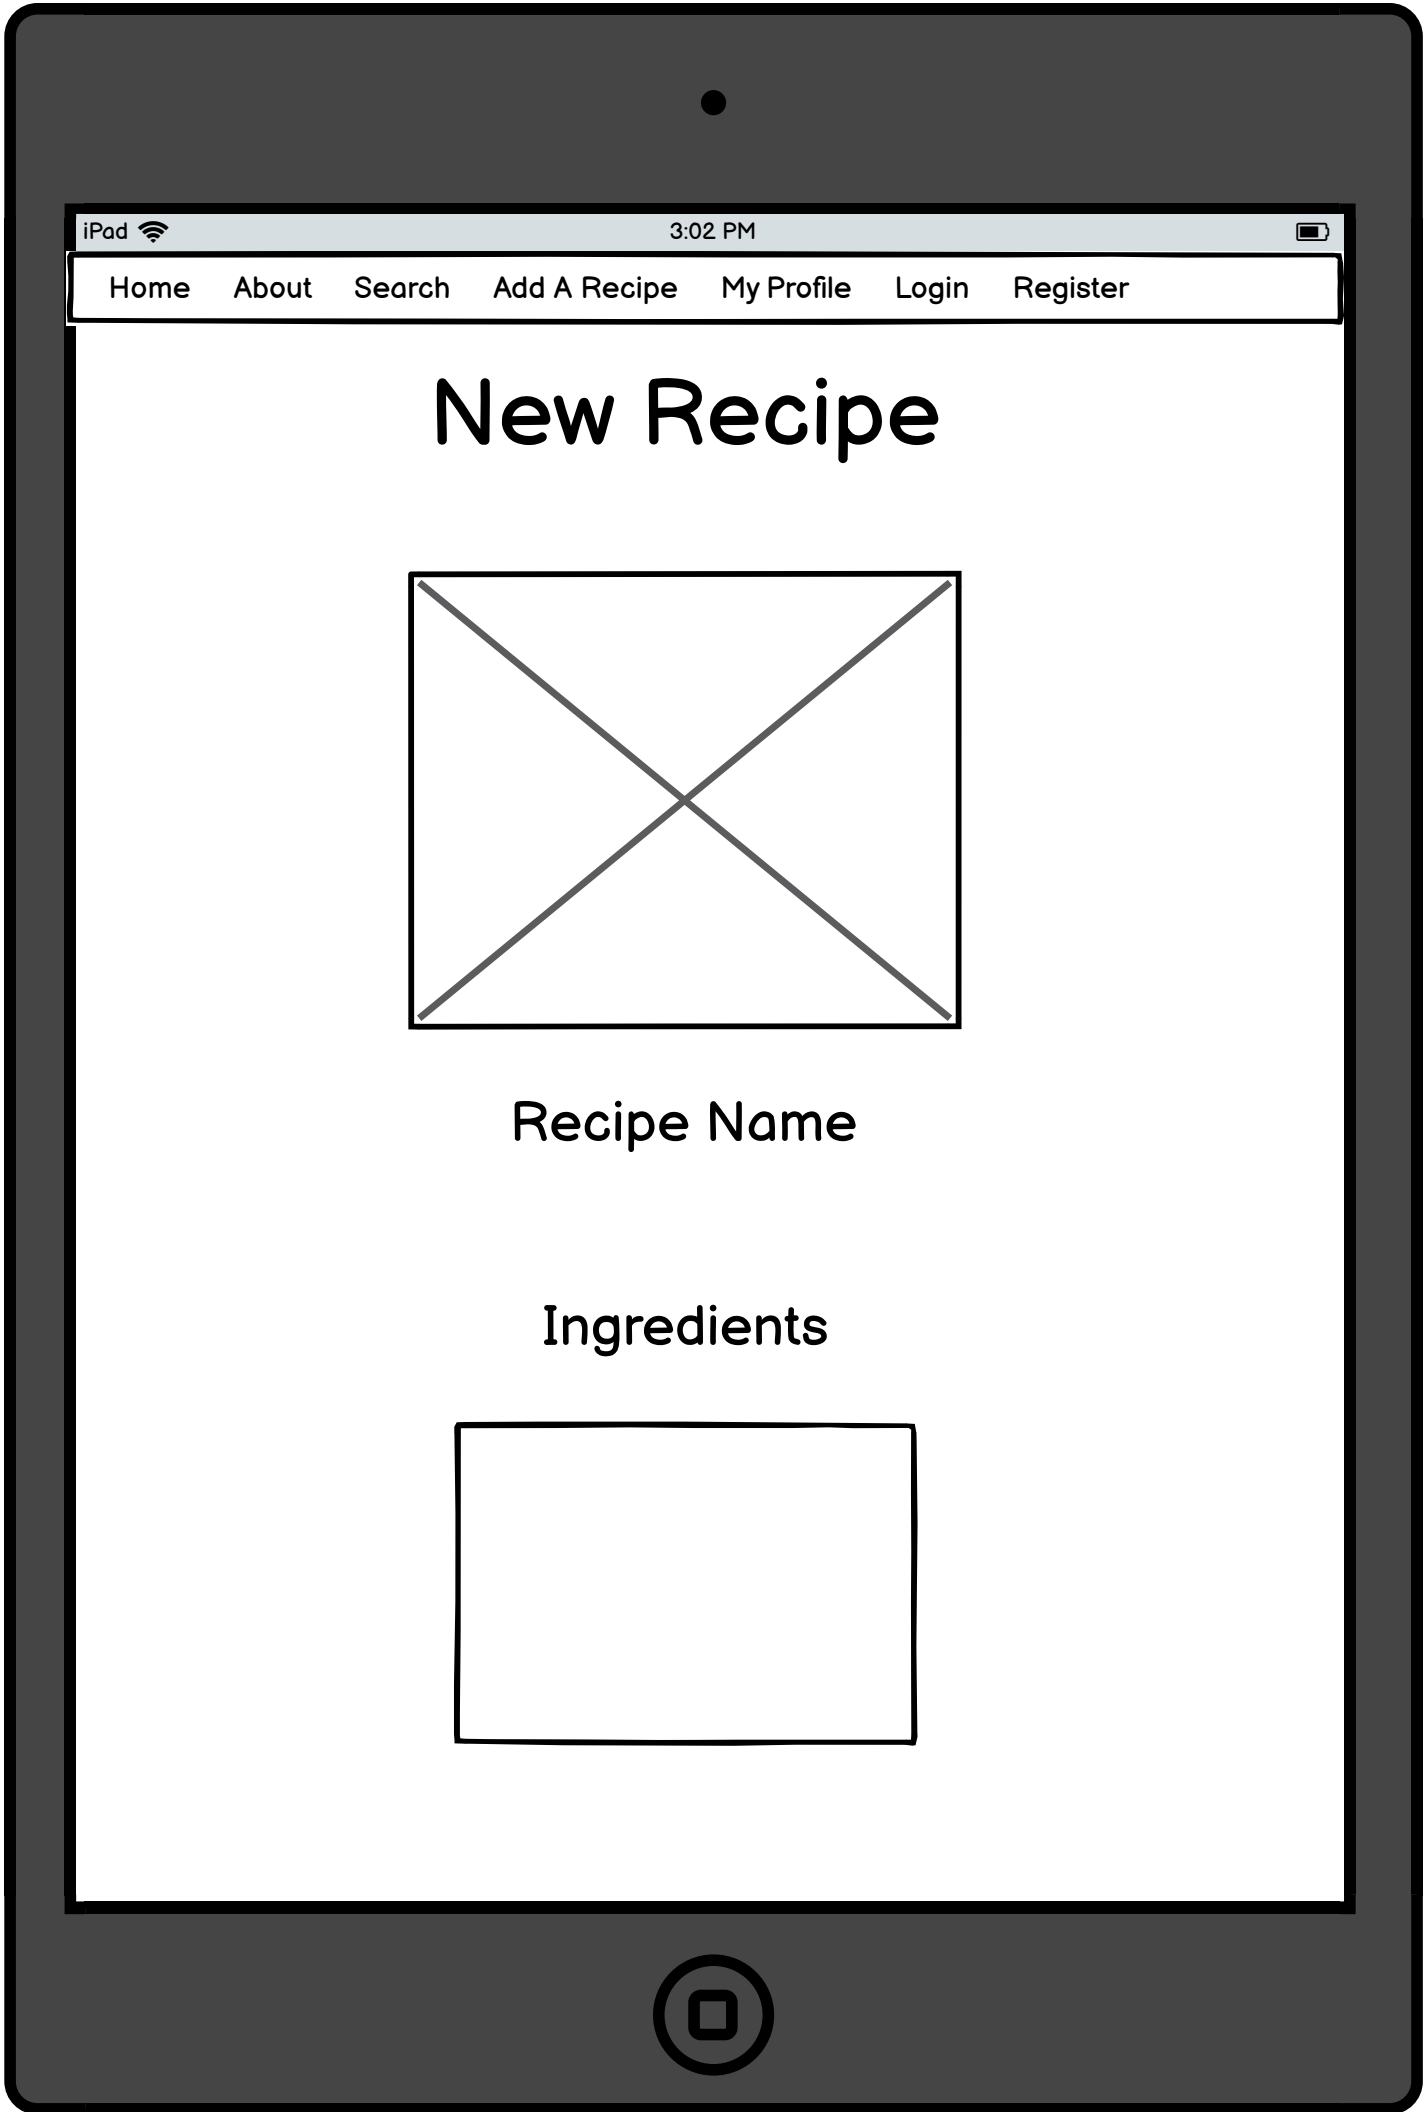 iPad 3:02 PM
Home About Search Add A Recipe My Profile Login Register
New Recipe
Recipe Name
Ingredients